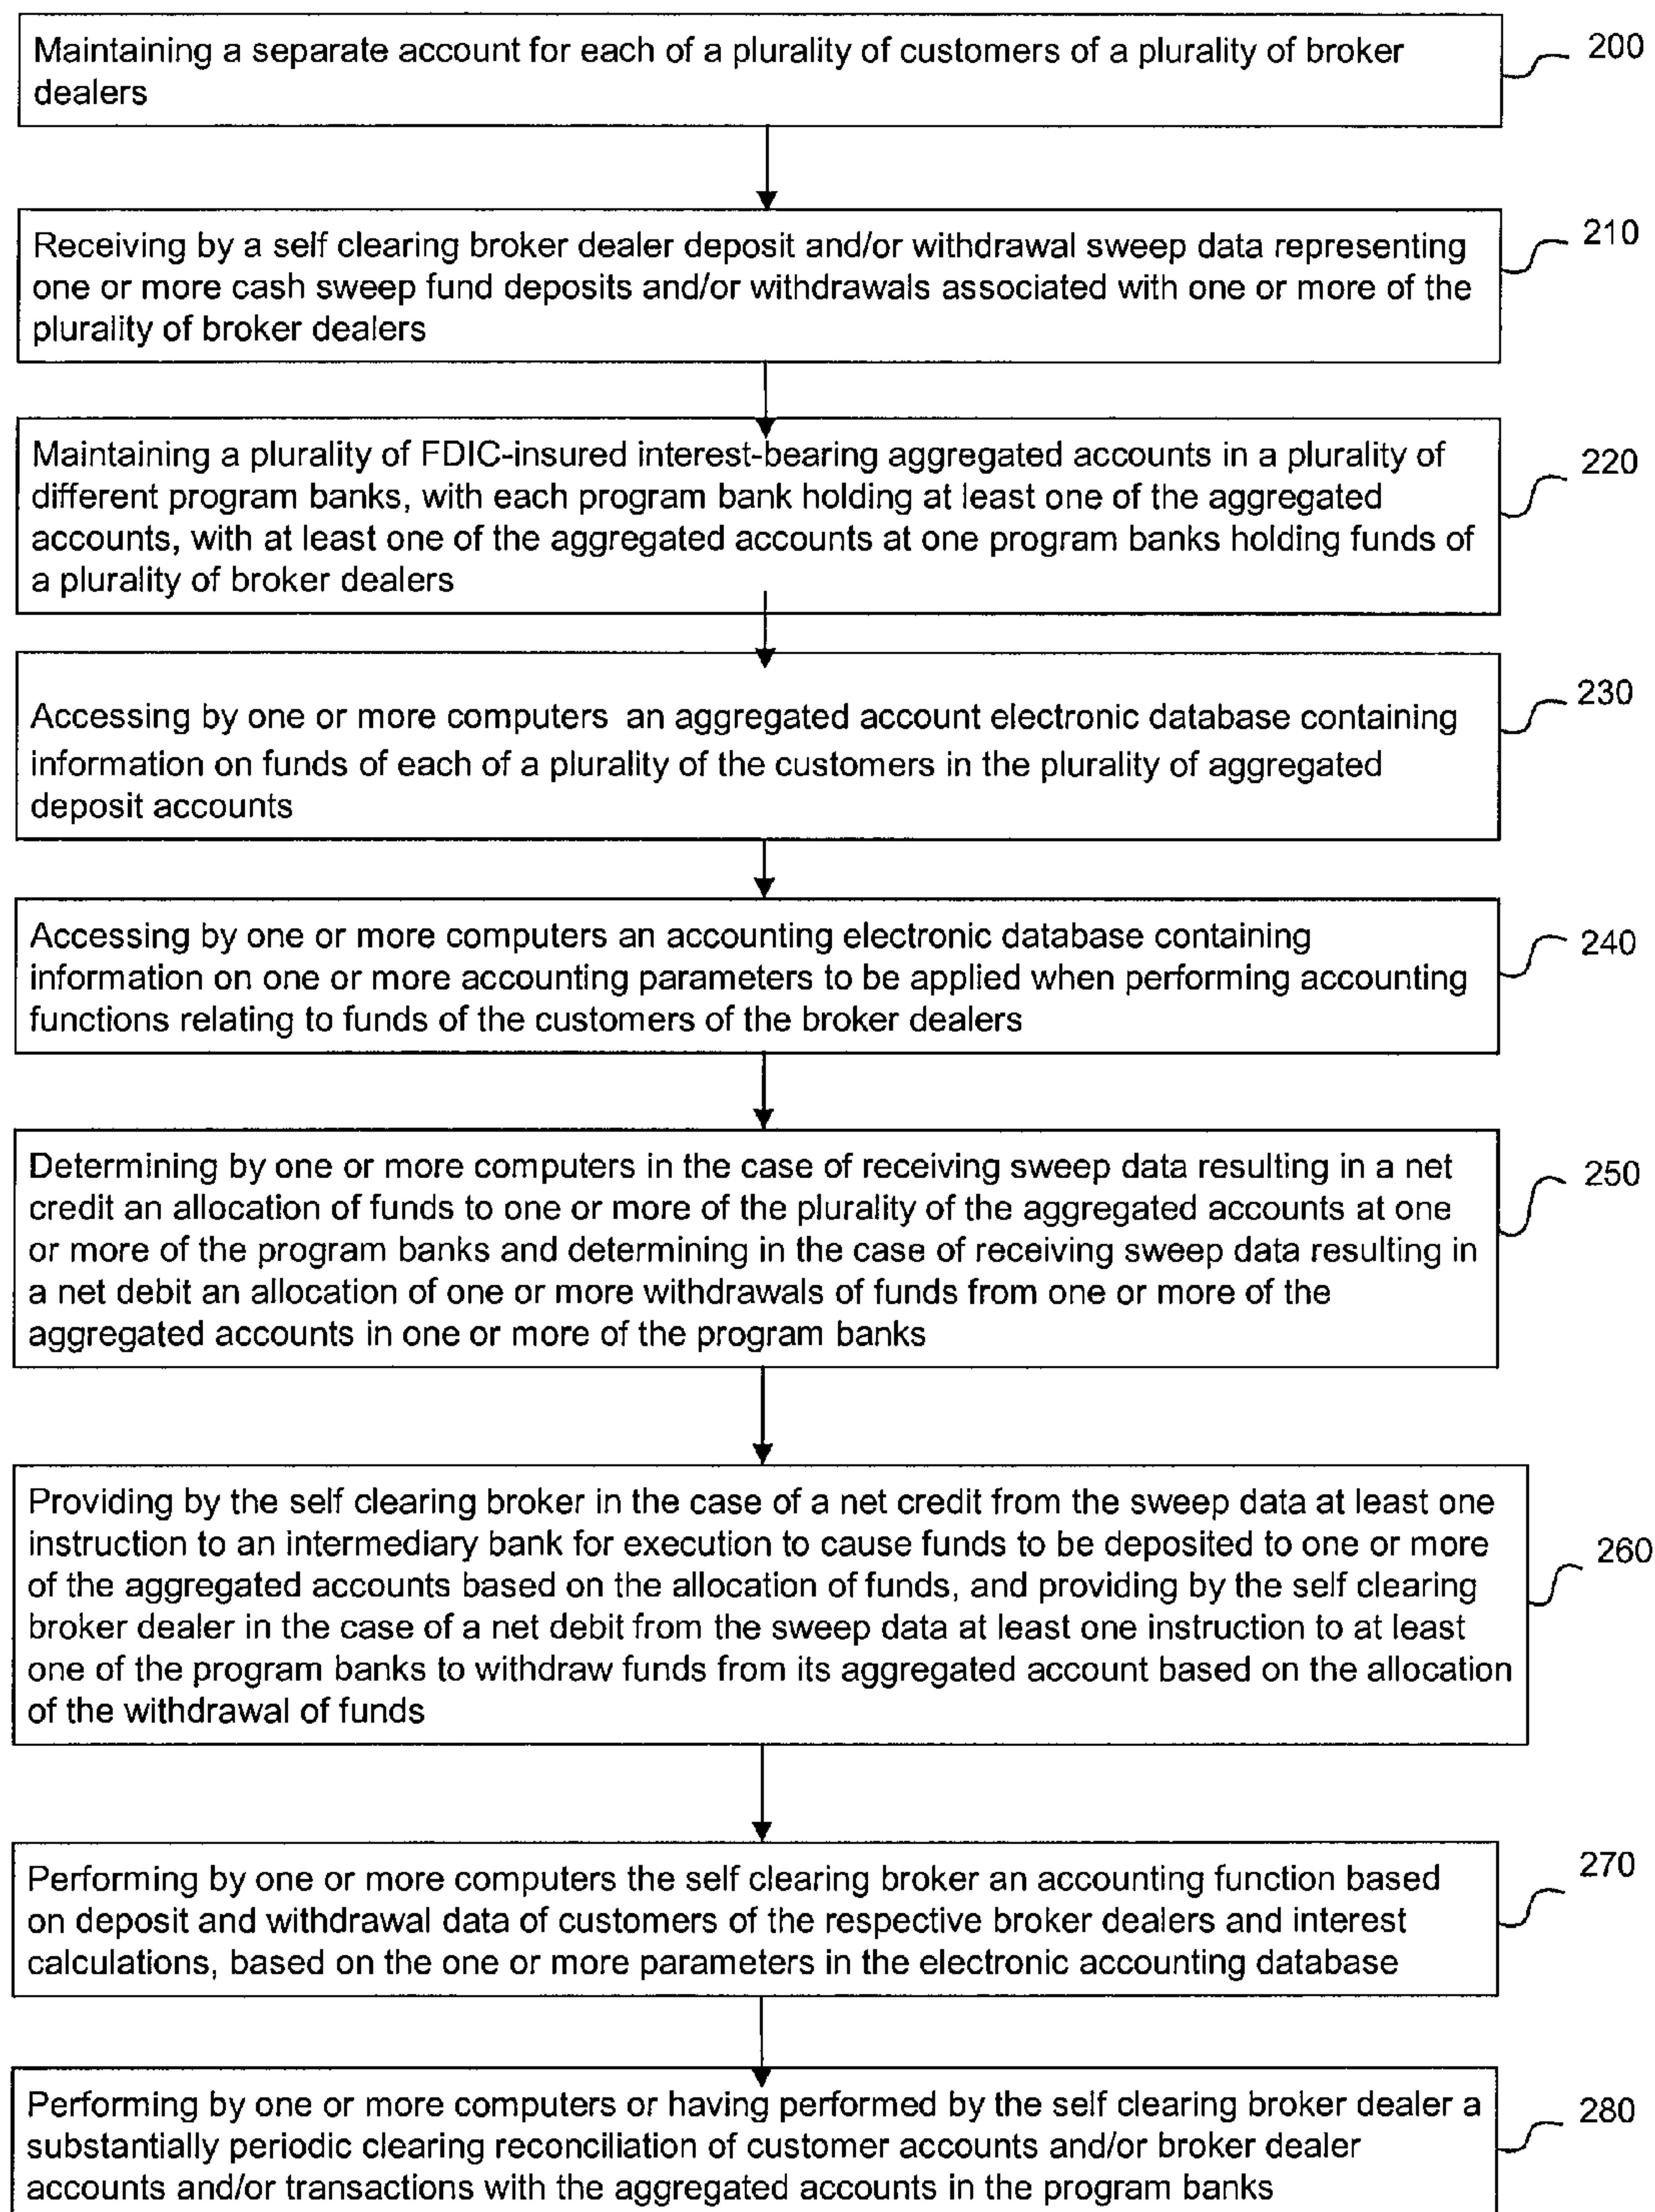 Maintaining a separate account for each of a plurality of customers of a plurality of broker
dealers
200
Receiving by a self clearing broker dealer deposit and/or withdrawal sweep data representing
one or more cash sweep fund deposits and/or withdrawals associated with one or more of the
plurality of broker dealers
210
Maintaining a plurality of FDIC-insured interest-bearing aggregated accounts in a plurality of
different program banks, with each program bank holding at least one of the aggregated
accounts, with at least one of the aggregated accounts at one program banks holding funds of
a plurality of broker dealers
220
Accessing by one or more computers an aggregated account electronic database containing
information on funds of each of a plurality of the customers in the plurality of aggregated
deposit accounts
230
Accessing by one or more computers an accounting electronic database containing
information on one or more accounting parameters to be applied when performing accounting
functions relating to funds of the customers of the broker dealers
240
Determining by one or more computers in the case of receiving sweep data resulting in a net
credit an allocation of funds to one or more of the plurality of the aggregated accounts at one
or more of the program banks and determining in the case of receiving sweep data resulting in
a net debit an allocation of one or more withdrawals of funds from one or more of the
aggregated accounts in one or more of the program banks
250
Providing by the self clearing broker in the case of a net credit from the sweep data at least one
instruction to an intermediary bank for execution to cause funds to be deposited to one or more
of the aggregated accounts based on the allocation of funds, and providing by the self clearing
broker dealer in the case of a net debit from the sweep data at least one instruction to at least
one of the program banks to withdraw funds from its aggregated account based on the allocation
of the withdrawal of funds
260
Performing by one or more computers the self clearing broker an accounting function based
on deposit and withdrawal data of customers of the respective broker dealers and interest
calculations, based on the one or more parameters in the electronic accounting database
270
Performing by one or more computers or having performed by the self clearing broker dealer a
substantially periodic clearing reconciliation of customer accounts and/or broker dealer
accounts and/or transactions with the aggregated accounts in the program banks
280